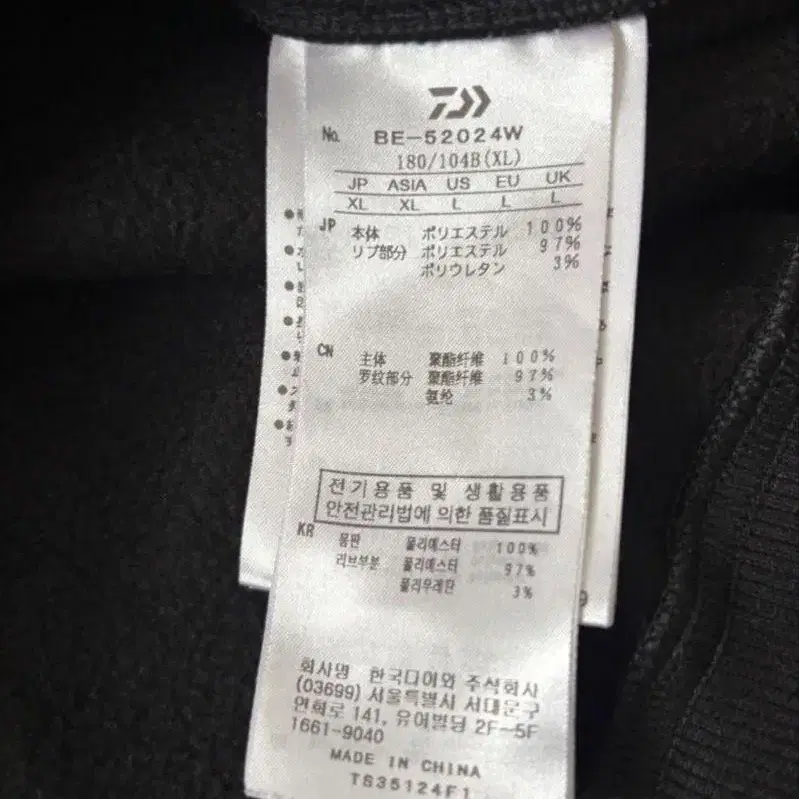 No. BE-52024W
180/104B(XL)
JP ASIA US EU UK
XL XL L L L
JP 本体 ポリエステル 100%
リブ部分 ポリエステル 97%
ポリウレタン 3%
CN 主体 聚酯纤维 100%
罗纹部分 聚酯纤维 97%
氨纶 3%
전기용품 및 생활용품
안전관리법에 의한 품질표시
KR 몸판 폴리에스터 100%
리브부분 폴리에스터 97%
폴리우레탄 3%
회사명 한국다이와 주식회사
(03699) 서울특별시 서대문구
연희로 141, 유어빌딩 2F-5F
1661-9040
MADE IN CHINA
TS35124F1